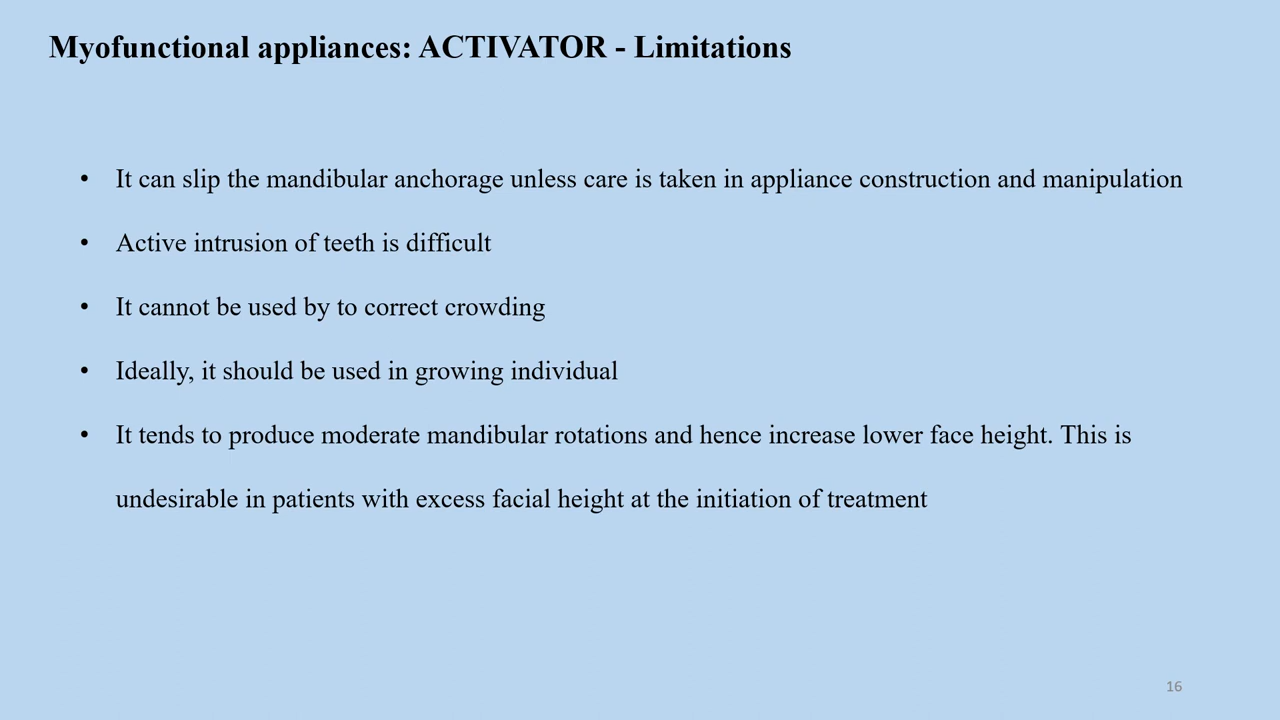 Myofunctional appliances: ACTIVATOR - Limitations
• It can slip the mandibular anchorage unless care is taken in appliance construction and manipulation
• Active intrusion of teeth is difficult
• It cannot be used by to correct crowding
• Ideally, it should be used in growing individual
• It tends to produce moderate mandibular rotations and hence increase lower face height. This is
undesirable in patients with excess facial height at the initiation of treatment
16